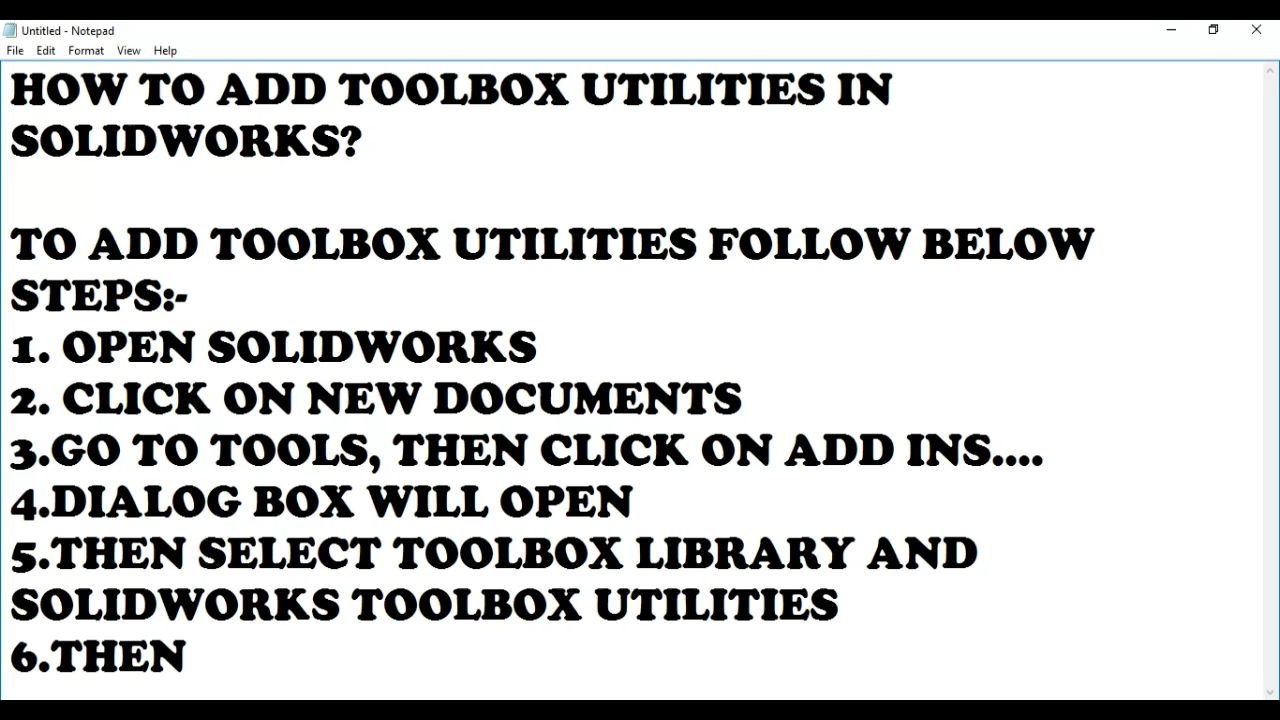 Untitled - Notepad
File Edit Format View Help
HOW TO ADD TOOLBOX UTILITIES IN
SOLIDWORKS?
TO ADD TOOLBOX UTILITIES FOLLOW BELOW
STEPS:-
1. OPEN SOLIDWORKS
2. CLICK ON NEW DOCUMENTS
3.GO TO TOOLS, THEN CLICK ON ADD INS....
4.DIALOG BOX WILL OPEN
5.THEN SELECT TOOLBOX LIBRARY AND
SOLIDWORKS TOOLBOX UTILITIES
6.THEN